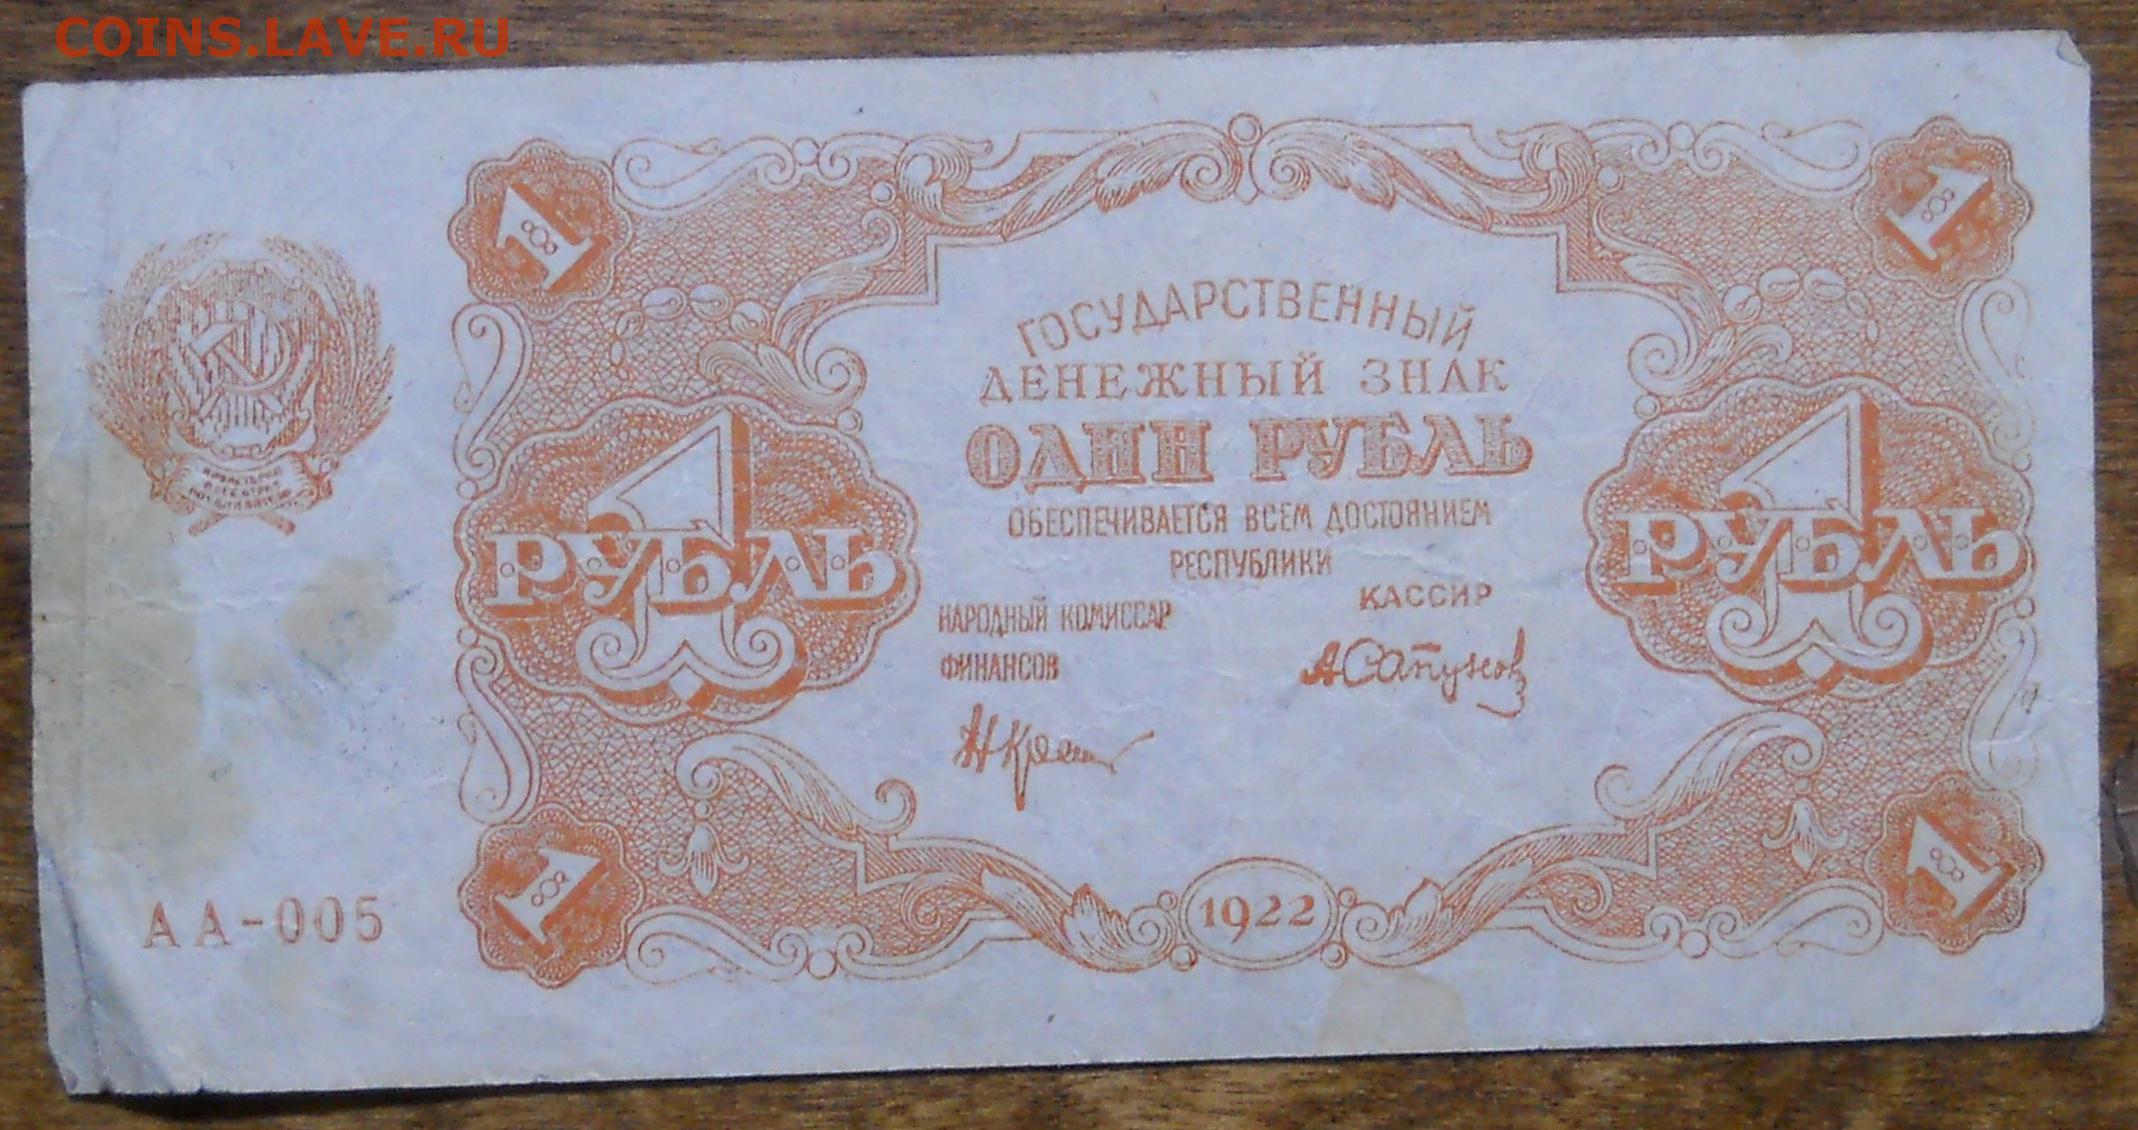 COINS.LAVE.RU
1
1
ГОСУДАРСТВЕННЫЙ
ДЕНЕЖНЫЙ ЗНАК
ОДИН РУБЛЬ
ОБЕСПЕЧИВАЕТСЯ ВСЕМ ДОСТОЯНИЕМ
РЕСПУБЛИКИ
1 РУБЛЬ
1 РУБЛЬ
НАРОДНЫЙ КОМИССАР
ФИНАНСОВ
КАССИР
А Сапунов
АА-005
1
1922
1